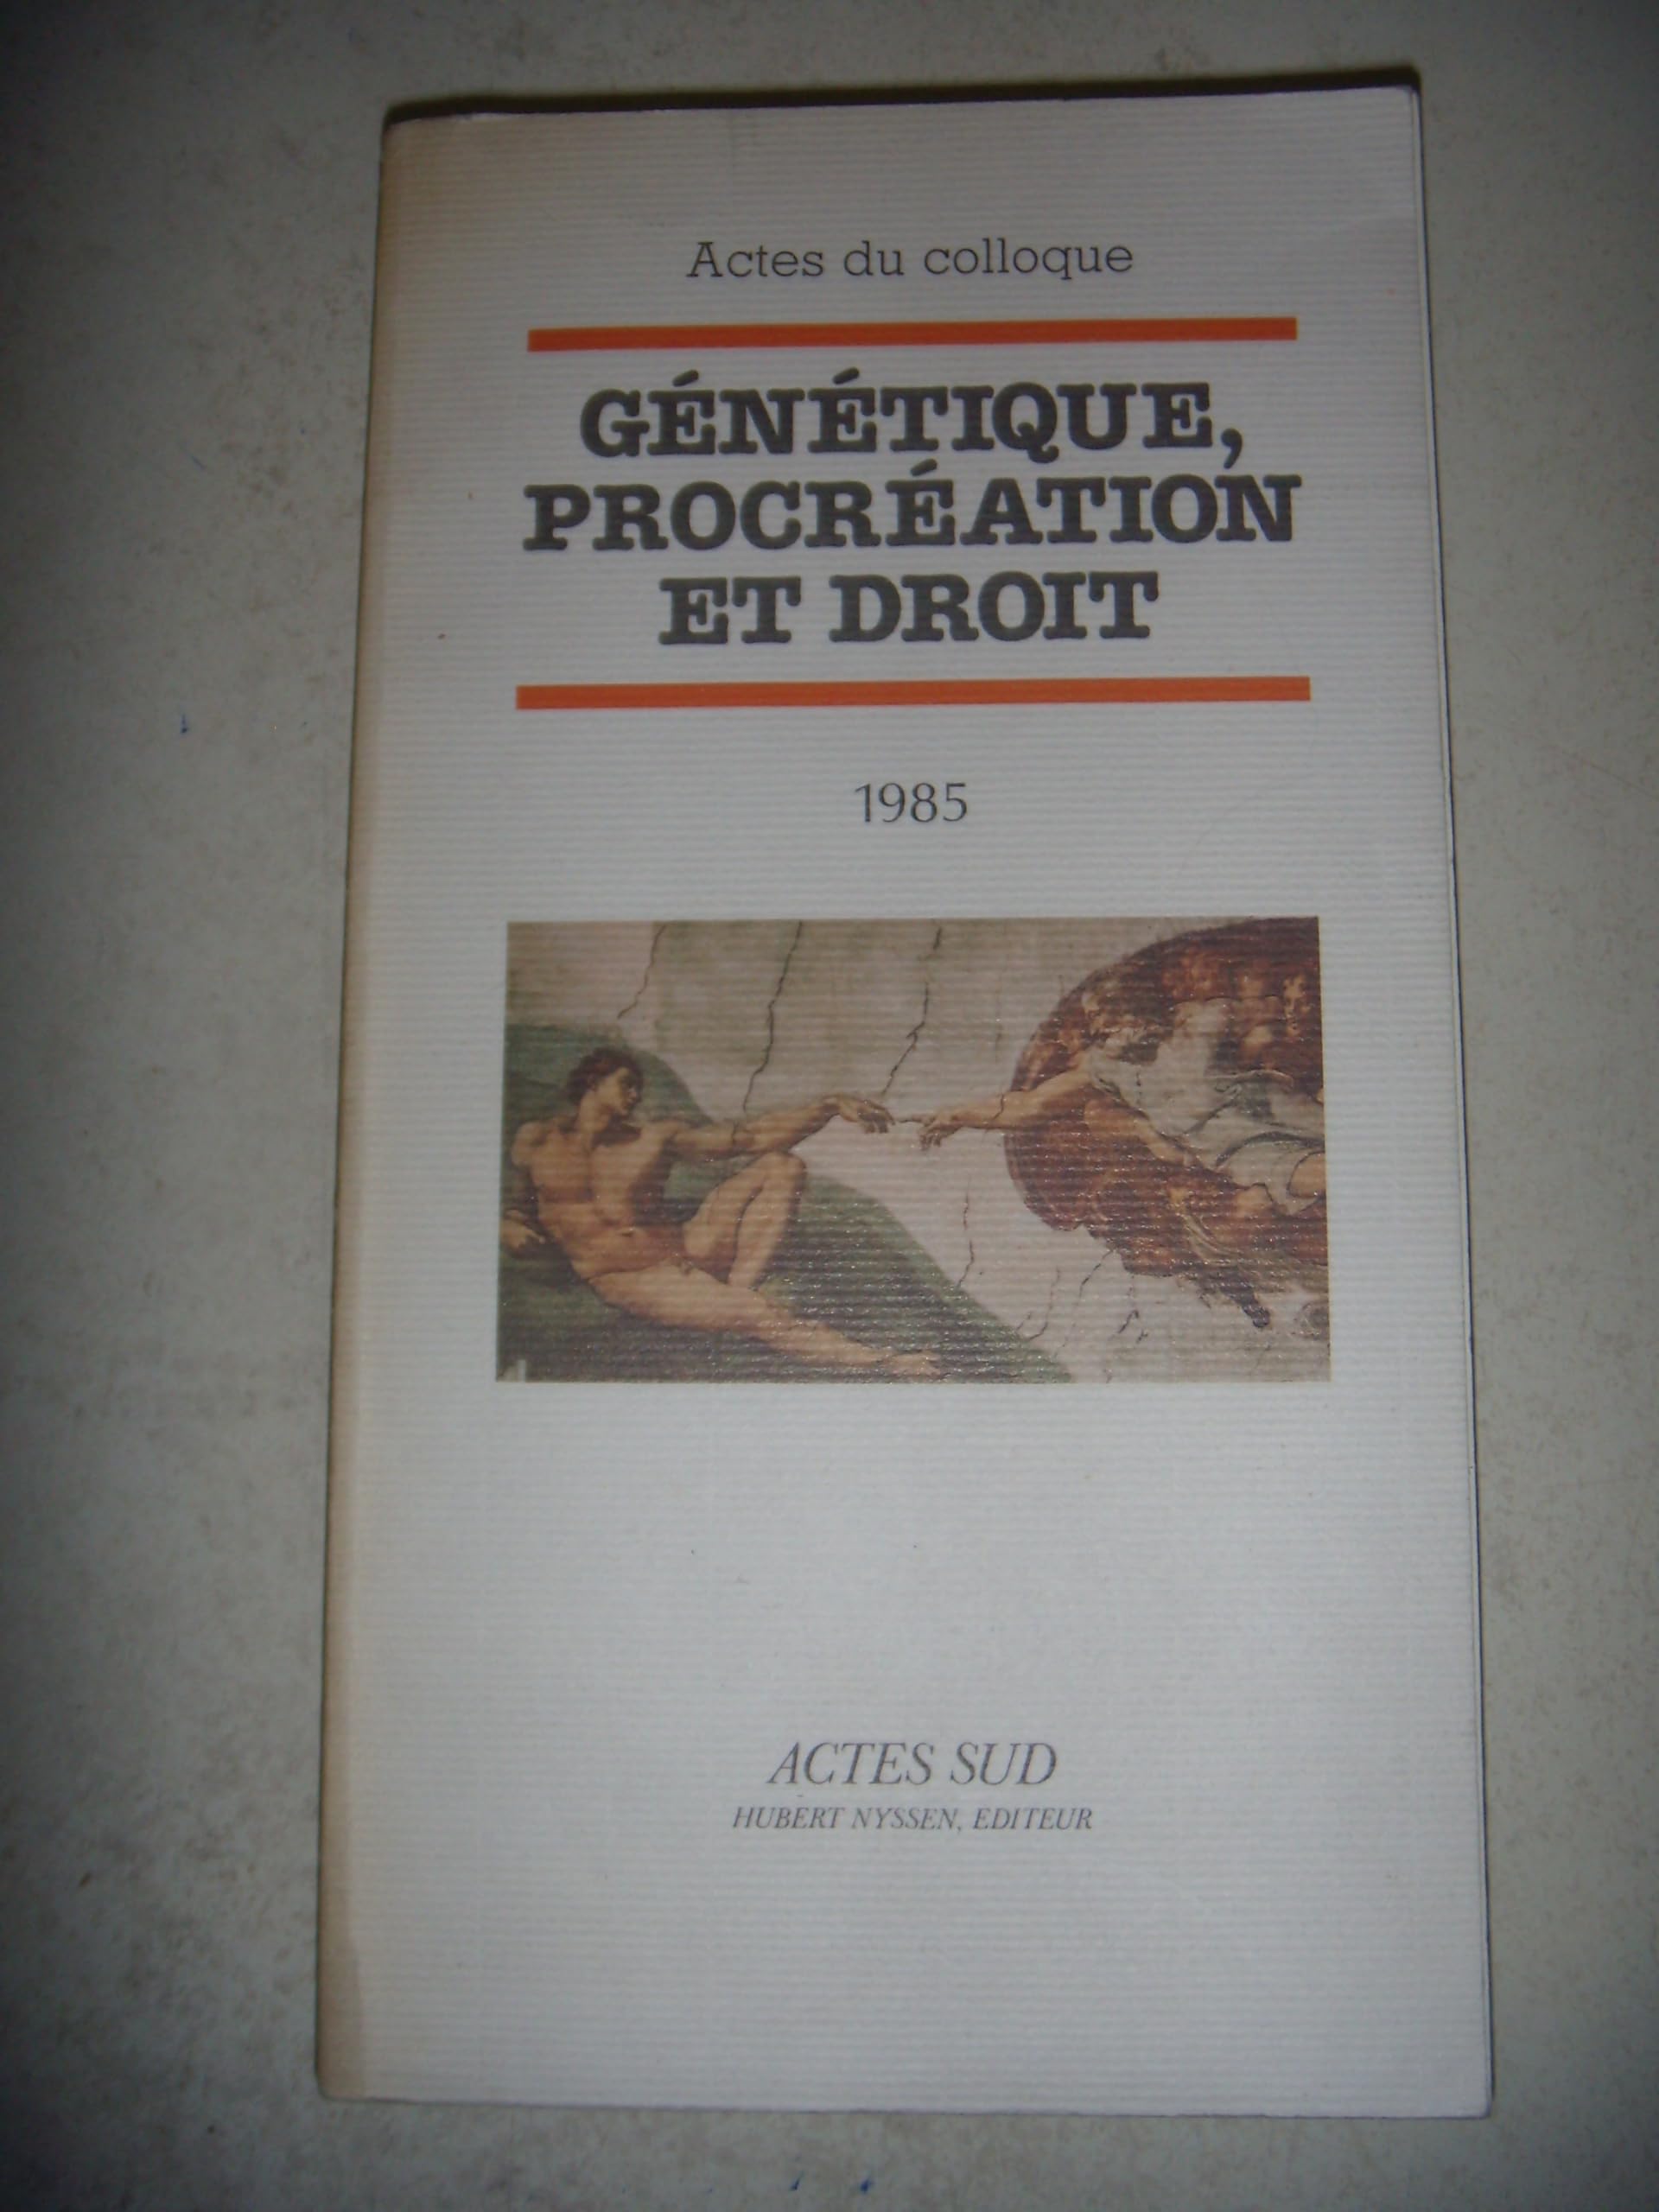 Actes du colloque
GÉNÉTIQUE,
PROCRÉATION
ET DROIT
1985
ACTES SUD
HUBERT NYSSEN, EDITEUR